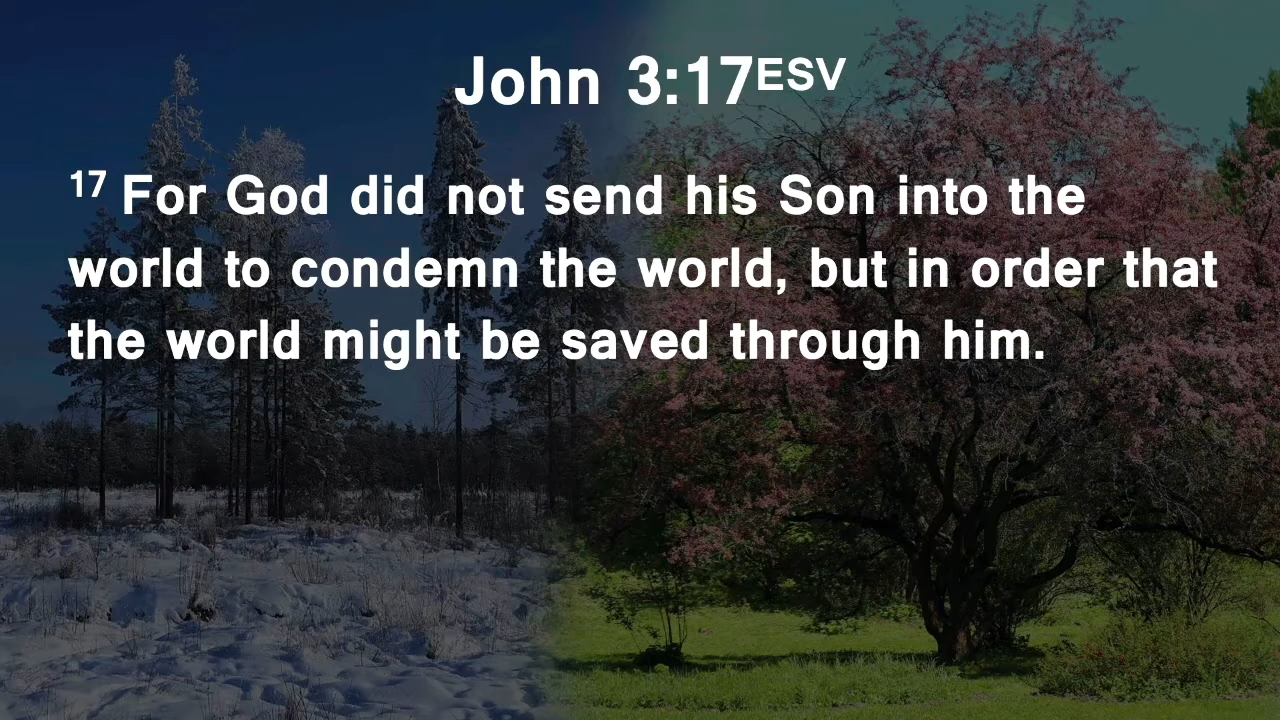 John 3:17ESV
17 For God did not send his Son into the
world to condemn the world, but in order that
the world might be saved through him.